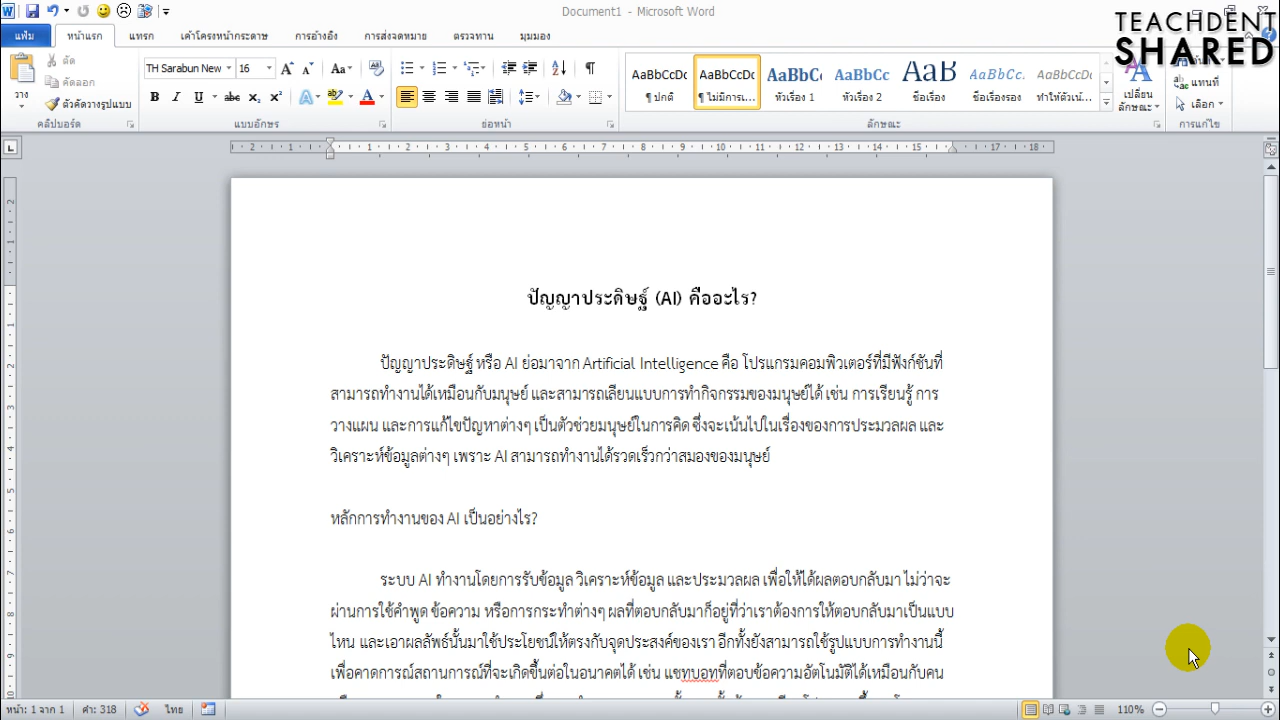 Document1 - Microsoft Word
TEACHDENT
SHARED
แฟ้ม หน้าแรก แทรก เค้าโครงหน้ากระดาษ การอ้างอิง การส่งจดหมาย ตรวจทาน มุมมอง
วาง
ตัด
คัดลอก
ตัวคัดวางรูปแบบ
คลิปบอร์ด
TH Sarabun New 16
แบบอักษร
ย่อหน้า
AaBbCcDc AaBbCcDc AaBbCc AaBbCc AaB AaBbCc. AaBbCcDc
¶ ปกติ ¶ ไม่มีการเ... หัวเรื่อง 1 หัวเรื่อง 2 ชื่อเรื่อง ชื่อเรื่องรอง ทำให้ตัวเน้...
ลักษณะ
เปลี่ยน
ลักษณะ
แทนที่
เลือก
การแก้ไข
2 1 1 2 3 4 5 6 7 8 9 10 11 12 13 14 15 17 18
ปัญญาประดิษฐ์ (AI) คืออะไร?
ปัญญาประดิษฐ์ หรือ AI ย่อมาจาก Artificial Intelligence คือ โปรแกรมคอมพิวเตอร์ที่มีฟังก์ชันที่
สามารถทำงานได้เหมือนกับมนุษย์ และสามารถเลียนแบบการทำกิจกรรมของมนุษย์ได้ เช่น การเรียนรู้ การ
วางแผน และการแก้ไขปัญหาต่างๆ เป็นตัวช่วยมนุษย์ในการคิด ซึ่งจะเน้นไปในเรื่องของการประมวลผล และ
วิเคราะห์ข้อมูลต่างๆ เพราะ AI สามารถทำงานได้รวดเร็วกว่าสมองของมนุษย์
หลักการทำงานของ AI เป็นอย่างไร?
ระบบ AI ทำงานโดยการรับข้อมูล วิเคราะห์ข้อมูล และประมวลผล เพื่อให้ได้ผลตอบกลับมา ไม่ว่าจะ
ผ่านการใช้คำพูด ข้อความ หรือการกระทำต่างๆ ผลที่ตอบกลับมาก็อยู่ที่ว่าเราต้องการให้ตอบกลับมาเป็นแบบ
ไหน และเอาผลลัพธ์นั้นมาใช้ประโยชน์ให้ตรงกับจุดประสงค์ของเรา อีกทั้งยังสามารถใช้รูปแบบการทำงานนี้
เพื่อคาดการณ์สถานการณ์ที่จะเกิดขึ้นต่อในอนาคตได้ เช่น แชทบอทที่ตอบข้อความอัตโนมัติได้เหมือนกับคน
หน้า: 1 จาก 1 คำ: 318 ไทย 110%